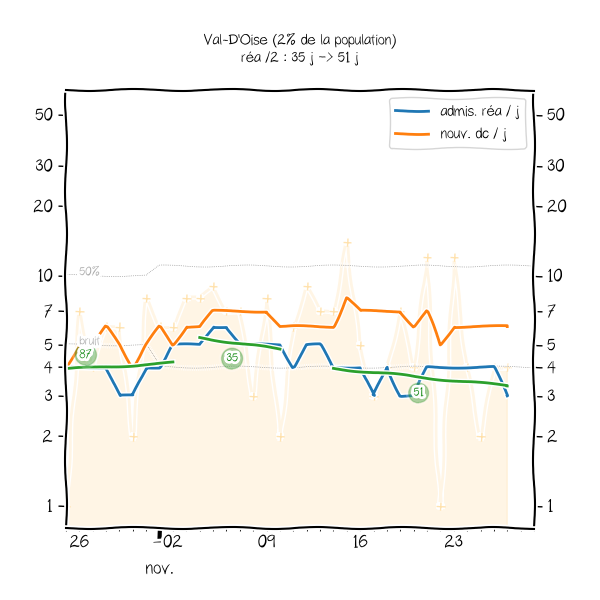 Val-D'Oise (2% de la population)
réa /2 : 35 j -> 51 j
admis. réa / j
nouv. dc / j
50 50
30 30
20 20
50%
10 10
7 7
bruit
5 5
87
35
4 4
51
3 3
2 2
1 1
26 02 09 16 23
nov.